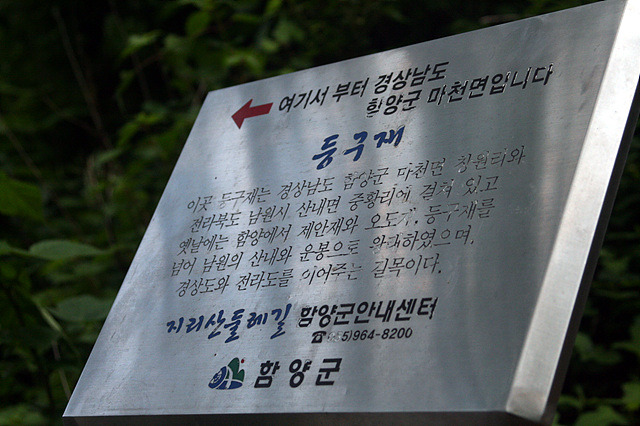 여기서 부터 경상남도
함양군 마천면입니다
등구재
이곳 등구재는 경상남도 함양군 마천면 창원리와
전라북도 남원시 산내면 중황리에 걸쳐 있고
옛날에는 함양에서 제안재와 오도재, 등구재를
넘어 남원의 산내와 운봉으로 왕래하였으며,
경상도와 전라도를 이어주는 길목이다.
지리산둘레길 함양군안내센터
☎ 055)964-8200
함양군